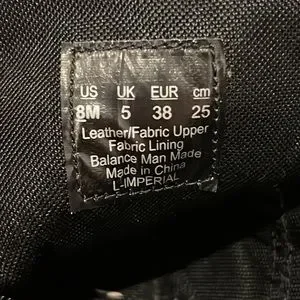 US UK EUR cm
8M 5 38 25
Leather/Fabric Upper
Fabric Lining
Balance Man Made
Made in China
L-IMPERIAL